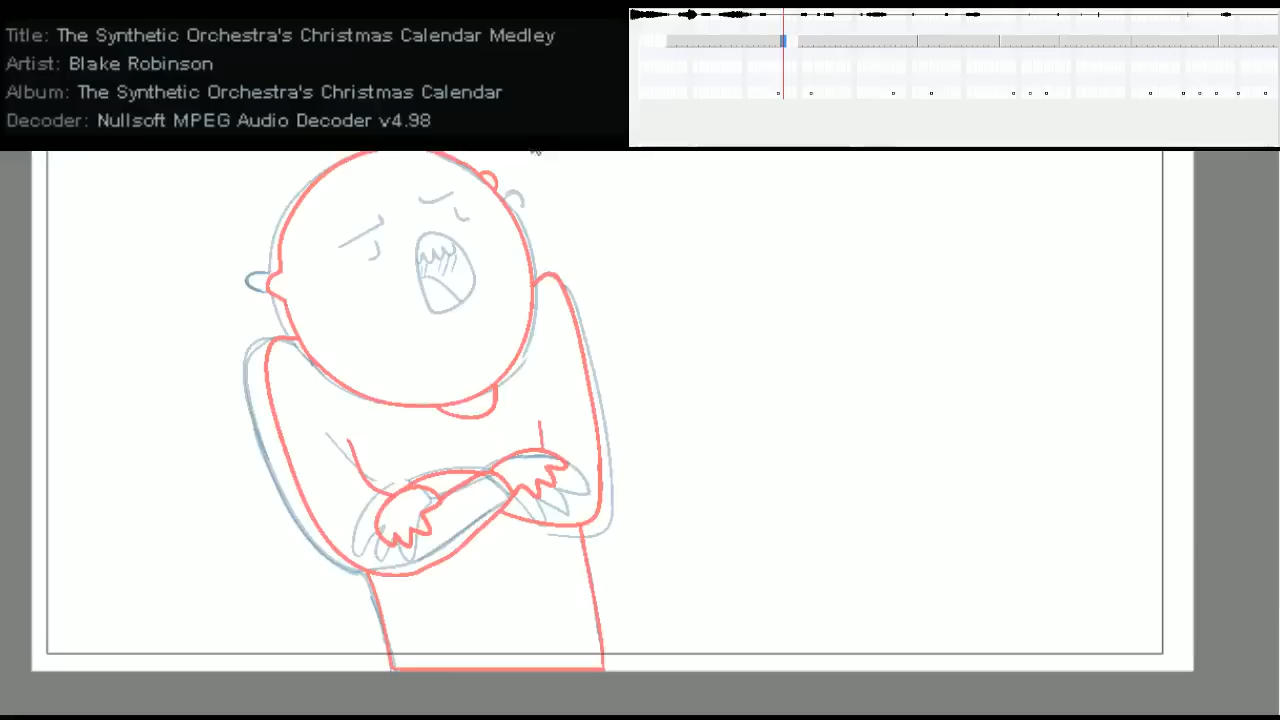 Title: The Synthetic Orchestra's Christmas Calendar Medley
Artist: Blake Robinson
Album: The Synthetic Orchestra's Christmas Calendar
Decoder: Nullsoft MPEG Audio Decoder v4.98